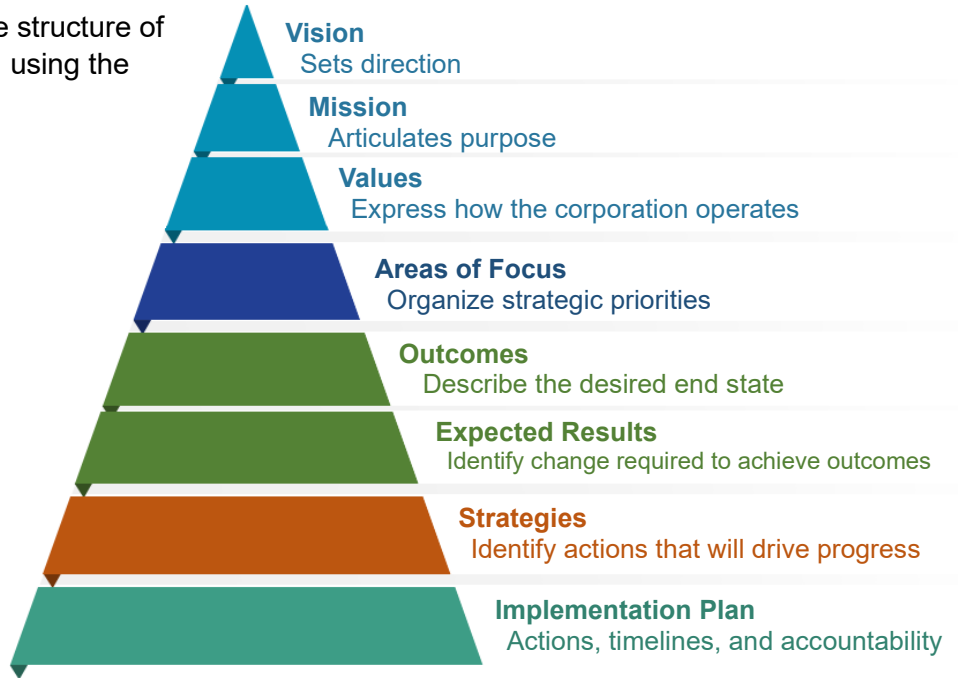 structure of
using the
Vision
Sets direction
Mission
Articulates purpose
Values
Express how the corporation operates
Areas of Focus
Organize strategic priorities
Outcomes
Describe the desired end state
Expected Results
Identify change required to achieve outcomes
Strategies
Identify actions that will drive progress
Implementation Plan
Actions, timelines, and accountability